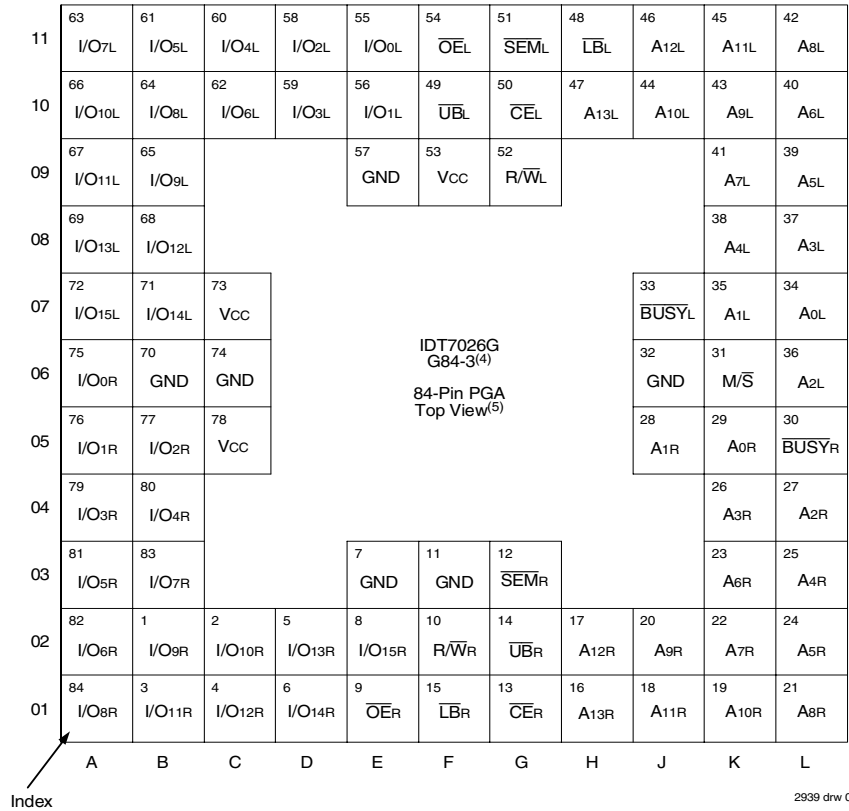 63 61 60 58 55 54 51 48 46 45 42
11 I/O7L I/O5L I/O4L I/O2L I/O0L OEL SEML LBL A12L A11L A8L
66 64 62 59 56 49 50 47 44 43 40
10 I/O10L I/O8L I/O6L I/O3L I/O1L UBL CEL A13L A10L A9L A6L
67 65 57 53 52 41 39
09 I/O11L I/O9L GND VCC R/WL A7L A5L
69 68 38 37
08 I/O13L I/O12L A4L A3L
72 71 73 33 35 34
07 I/O15L I/O14L VCC BUSYL A1L A0L
75 70 74 32 31 36
06 I/O0R GND GND GND M/S A2L
IDT7026G
G84-3(4)
84-Pin PGA
Top View(5)
76 77 78 28 29 30
05 I/O1R I/O2R VCC A1R A0R BUSYR
79 80 26 27
04 I/O3R I/O4R A3R A2R
81 83 7 11 12 23 25
03 I/O5R I/O7R GND GND SEMR A6R A4R
82 1 2 5 8 10 14 17 20 22 24
02 I/O6R I/O9R I/O10R I/O13R I/O15R R/WR UBR A12R A9R A7R A5R
84 3 4 6 9 15 13 16 18 19 21
01 I/O8R I/O11R I/O12R I/O14R OER LBR CER A13R A11R A10R A8R
A B C D E F G H J K L
Index
2939 drw 0